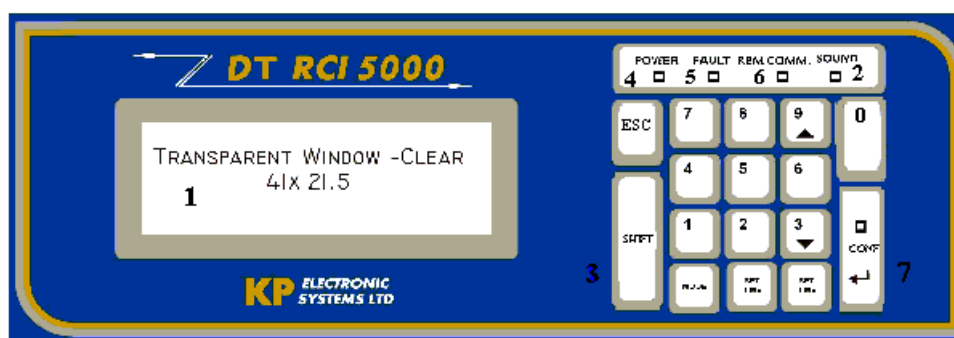 DT RCI 5000
TRANSPARENT WINDOW -CLEAR
41x 21.5
1
KP ELECTRONIC
SYSTEMS LTD
POWER FAULT REM.COMM. SOUND
4 5 6 2
ESC 7 8 9 0
4 5 6
SHIFT 1 2 3 CONF
3 7
MODE